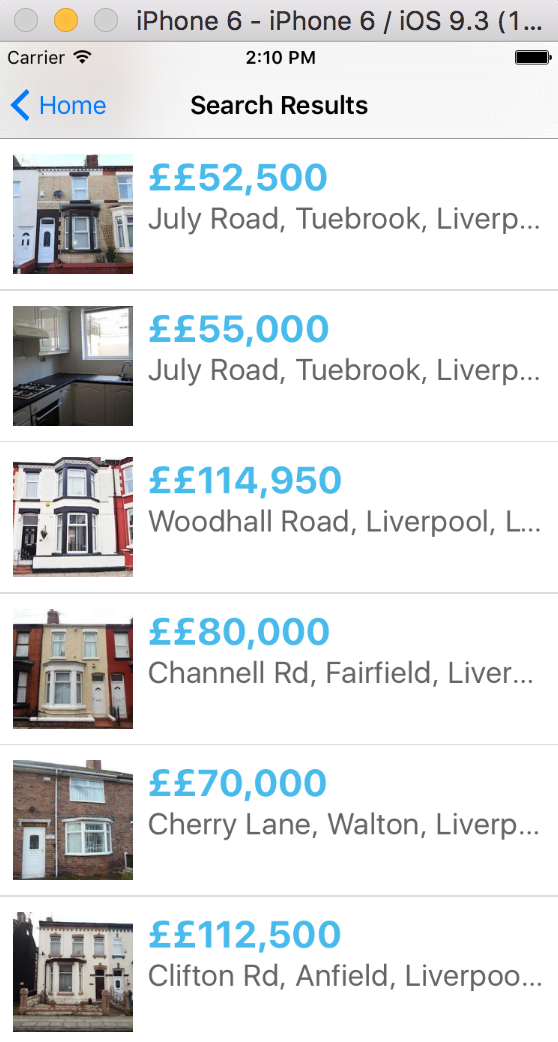 iPhone 6 - iPhone 6 / iOS 9.3 (1...
Carrier 2:10 PM
Home Search Results
££52,500
July Road, Tuebrook, Liverp...
££55,000
July Road, Tuebrook, Liverp...
££114,950
Woodhall Road, Liverpool, L...
££80,000
Channell Rd, Fairfield, Liver...
££70,000
Cherry Lane, Walton, Liverp...
££112,500
Clifton Rd, Anfield, Liverpoo...